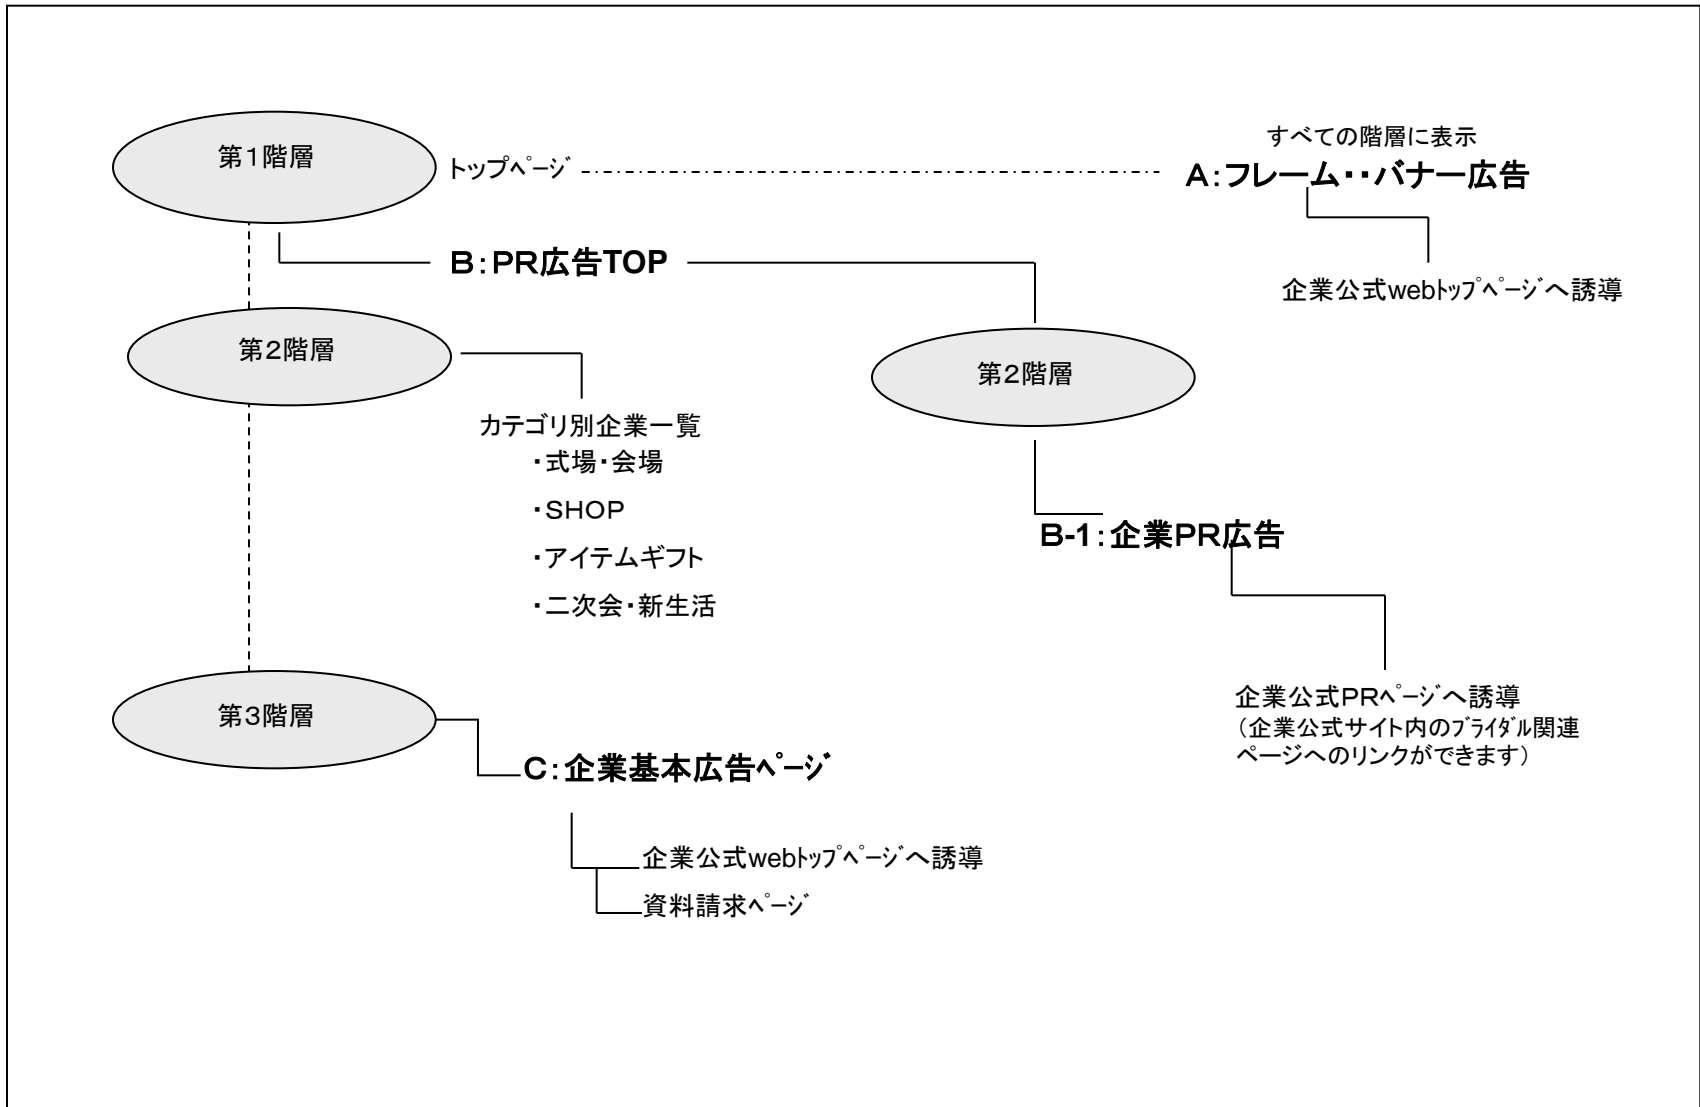 第1階層
トップﾍﾟｰｼﾞ
すべての階層に表示
A:フレーム・・バナー広告
企業公式webﾄｯﾌﾟﾍﾟｰｼﾞへ誘導
B:PR広告TOP
第2階層
カテゴリ別企業一覧
・式場・会場
・SHOP
・アイテムギフト
・二次会・新生活
第2階層
B-1:企業PR広告
企業公式PRﾍﾟｰｼﾞへ誘導
(企業公式サイト内のﾌﾞﾗｲﾀﾞﾙ関連
ページへのリンクができます)
第3階層
C:企業基本広告ﾍﾟｰｼﾞ
企業公式webﾄｯﾌﾟﾍﾟｰｼﾞへ誘導
資料請求ﾍﾟｰｼﾞ